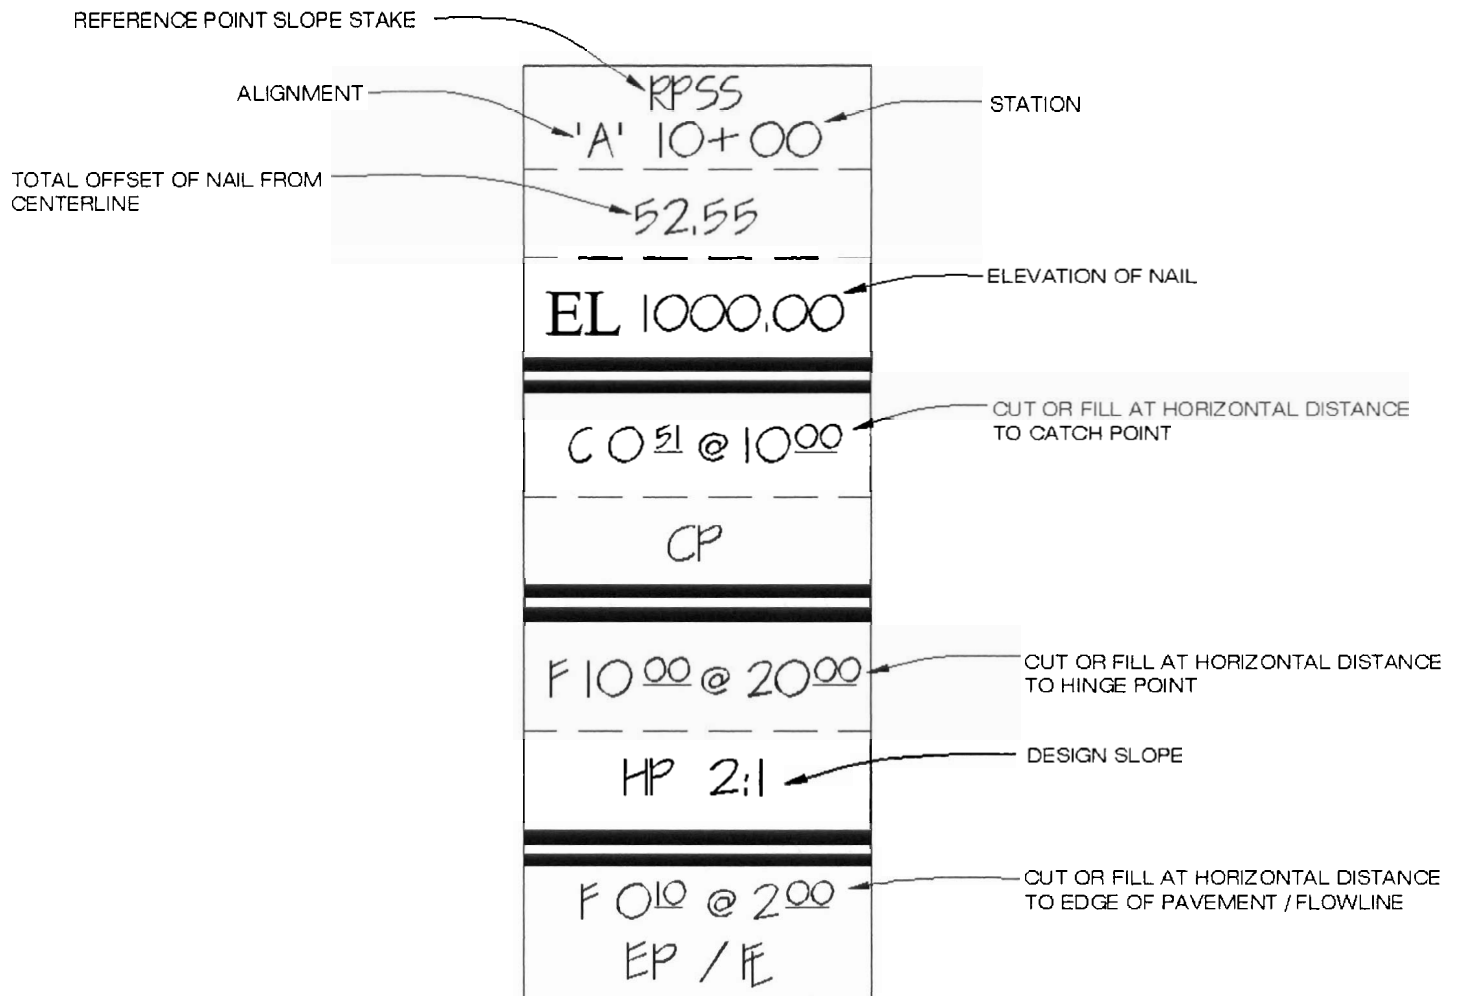 REFERENCE POINT SLOPE STAKE
RPSS
ALIGNMENT
STATION
'A' 10+00
TOTAL OFFSET OF NAIL FROM
CENTERLINE
52.55
ELEVATION OF NAIL
EL 1000.00
CUT OR FILL AT HORIZONTAL DISTANCE
TO CATCH POINT
C 0 51 @ 10 00
CP
CUT OR FILL AT HORIZONTAL DISTANCE
TO HINGE POINT
F 10 00 @ 20 00
DESIGN SLOPE
HP 2:1
CUT OR FILL AT HORIZONTAL DISTANCE
TO EDGE OF PAVEMENT / FLOWLINE
F 0 10 @ 2 00
EP / FL